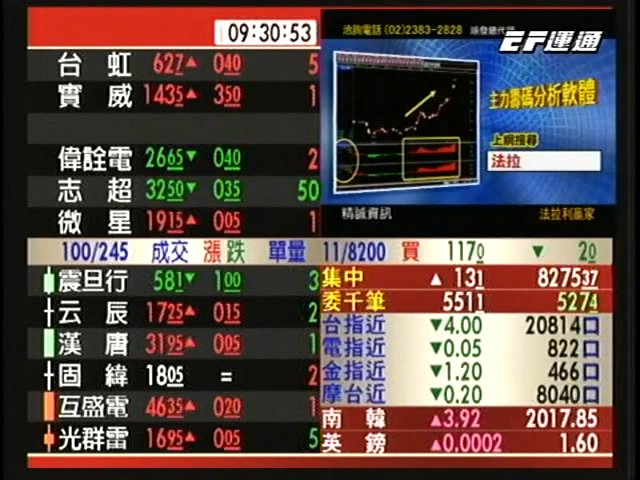 09:30:53
洽詢電話 (02)2383-2828
EF運通
台虹 627▲ 040 5
實威 1435▲ 350 1
主力籌碼分析軟體
上網搜尋
法拉
偉詮電 2665▼ 040 2
志超 3250▼ 035 50
微星 1915▲ 005 1
精誠資訊 法拉利贏家
100/245 成交 漲跌 單量 11/8200 買 1170 ▼ 20
震旦行 581▼ 100 3
云辰 1725▲ 015 2
漢唐 3195▲ 005 1
固緯 1805 = 2
互盛電 4635▲ 020 1
光群雷 1695▲ 005 5
集中 ▲ 131 827537
委千筆 5511 5274
台指近 ▼4.00 20814口
電指近 ▼0.05 822口
金指近 ▼1.20 466口
摩台近 ▼0.20 8040口
南韓 ▲3.92 2017.85
英鎊 ▲0.0002 1.60